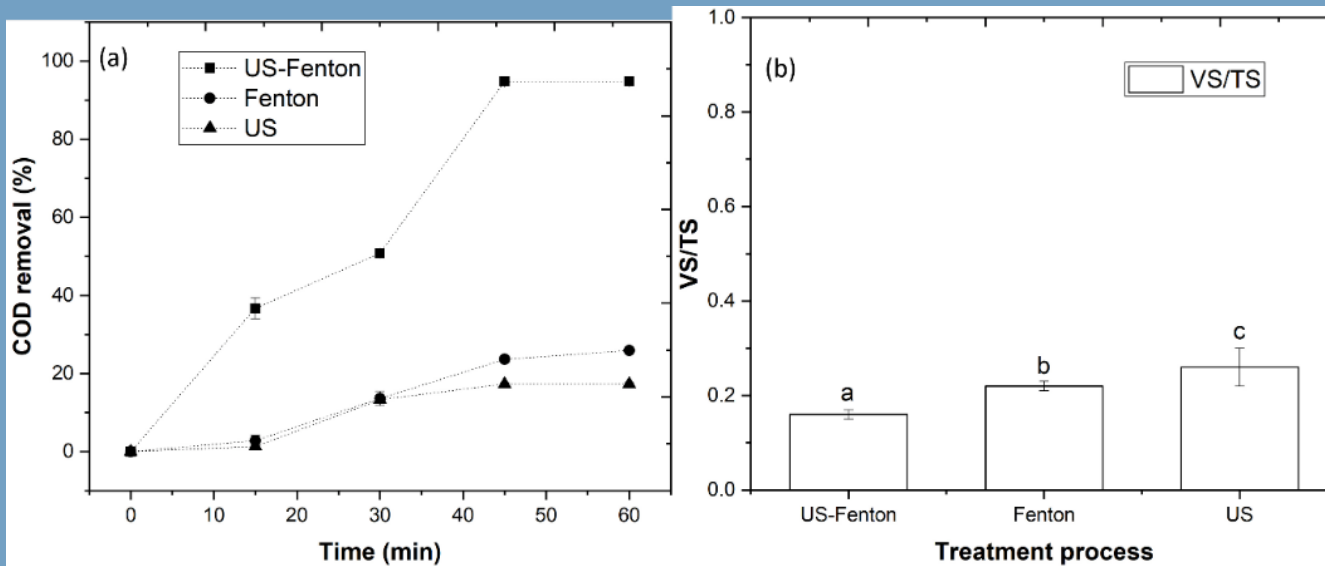 (a)
US-Fenton
Fenton
US
COD removal (%)
100
80
60
40
20
0
0 10 20 30 40 50 60
Time (min)
(b)
VS/TS
VS/TS
1.0
0.8
0.6
0.4
0.2
0.0
a
b
c
US-Fenton Fenton US
Treatment process